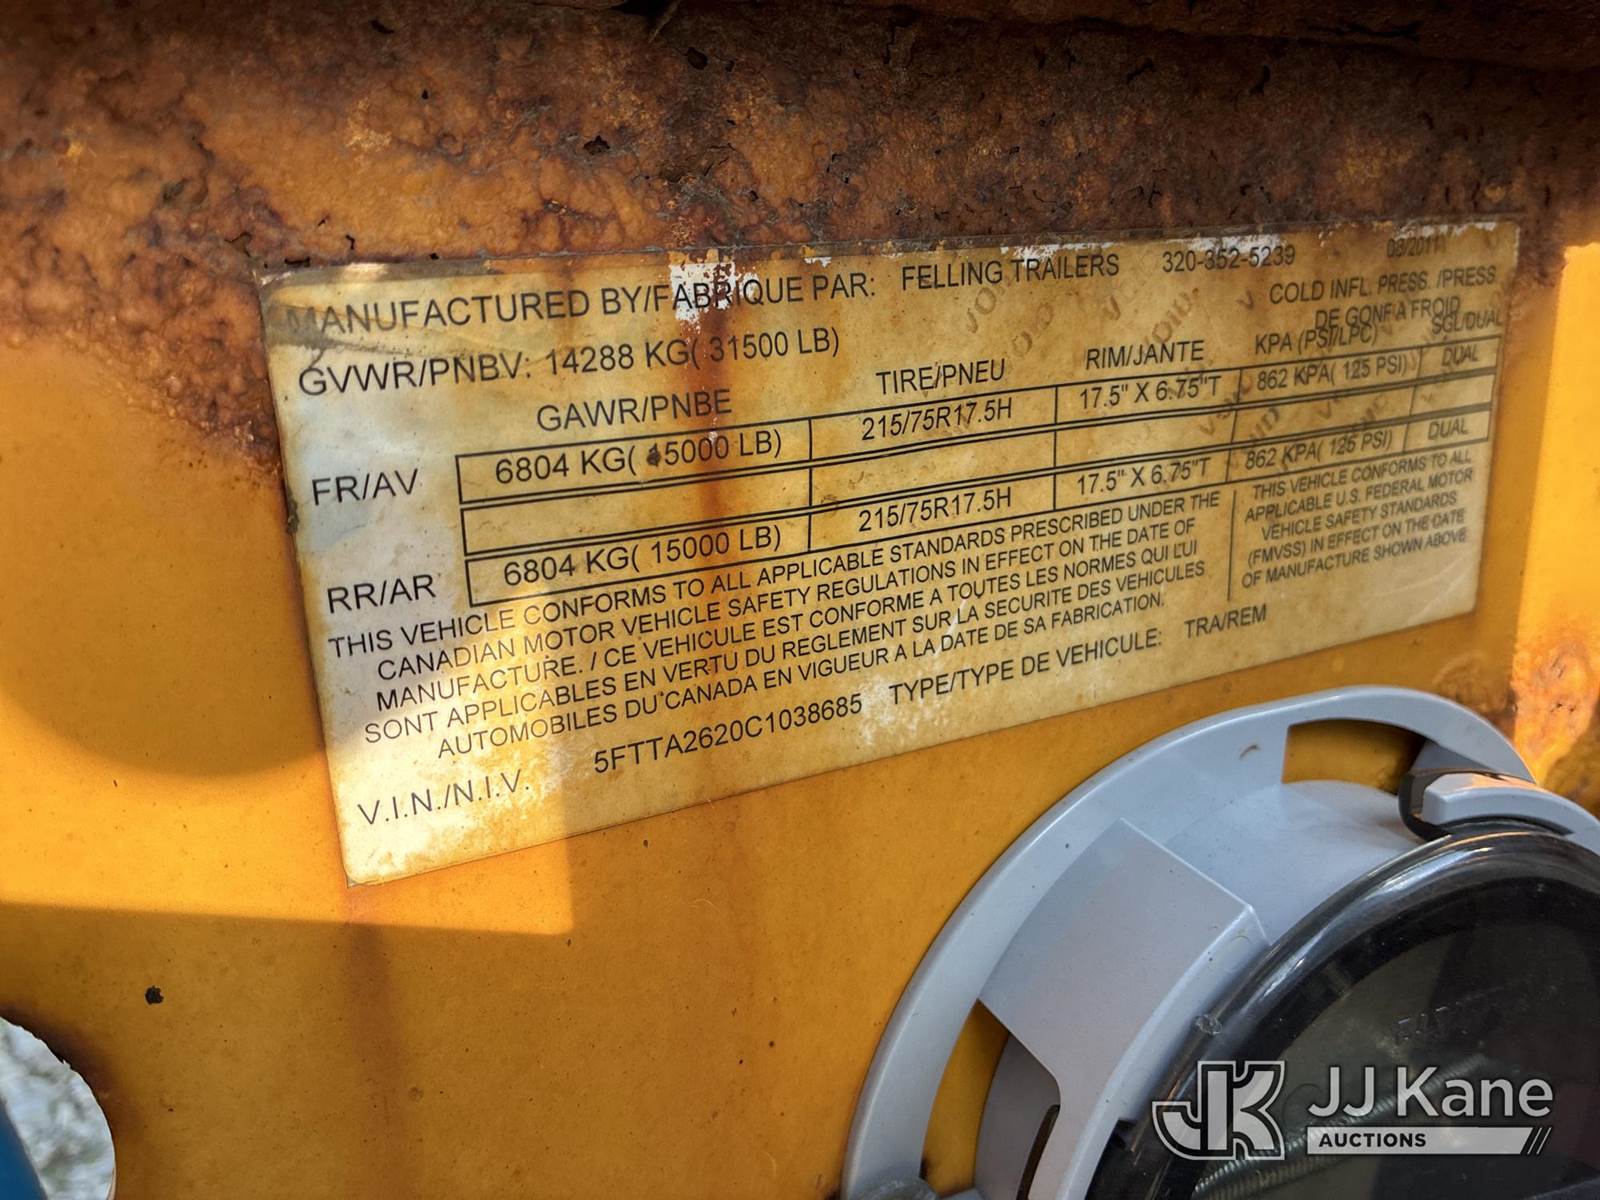 MANUFACTURED BY/FABRIQUE PAR: FELLING TRAILERS 320-352-5239 /2011
GVWR/PNBV: 14288 KG( 31500 LB)
COLD INFL. PRESS. /PRESS
DE GONF A FROID
GAWR/PNBE TIRE/PNEU RIM/JANTE KPA (PSI/LPC) SGL/DUAL
FR/AV 6804 KG( 15000 LB) 215/75R17.5H 17.5" X 6.75"T 862 KPA( 125 PSI) DUAL
RR/AR 6804 KG( 15000 LB) 215/75R17.5H 17.5" X 6.75"T 862 KPA( 125 PSI) DUAL
THIS VEHICLE CONFORMS TO ALL APPLICABLE STANDARDS PRESCRIBED UNDER THE
CANADIAN MOTOR VEHICLE SAFETY REGULATIONS IN EFFECT ON THE DATE OF
MANUFACTURE. / CE VEHICULE EST CONFORME A TOUTES LES NORMES QUI LUI
SONT APPLICABLES EN VERTU DU REGLEMENT SUR LA SECURITE DES VEHICULES
AUTOMOBILES DU CANADA EN VIGUEUR A LA DATE DE SA FABRICATION.
THIS VEHICLE CONFORMS TO ALL
APPLICABLE U.S. FEDERAL MOTOR
VEHICLE SAFETY STANDARDS
(FMVSS) IN EFFECT ON THE DATE
OF MANUFACTURE SHOWN ABOVE
V.I.N./N.I.V. 5FTTA2620C1038685 TYPE/TYPE DE VEHICULE: TRA/REM
JK JJ Kane
AUCTIONS